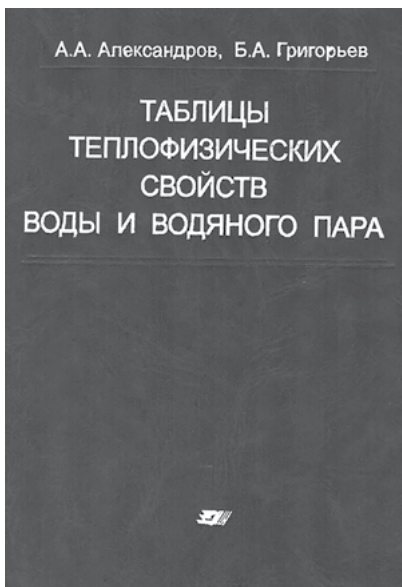 А.А. Александров, Б.А. Григорьев
ТАБЛИЦЫ
ТЕПЛОФИЗИЧЕСКИХ
СВОЙСТВ
ВОДЫ И ВОДЯНОГО ПАРА